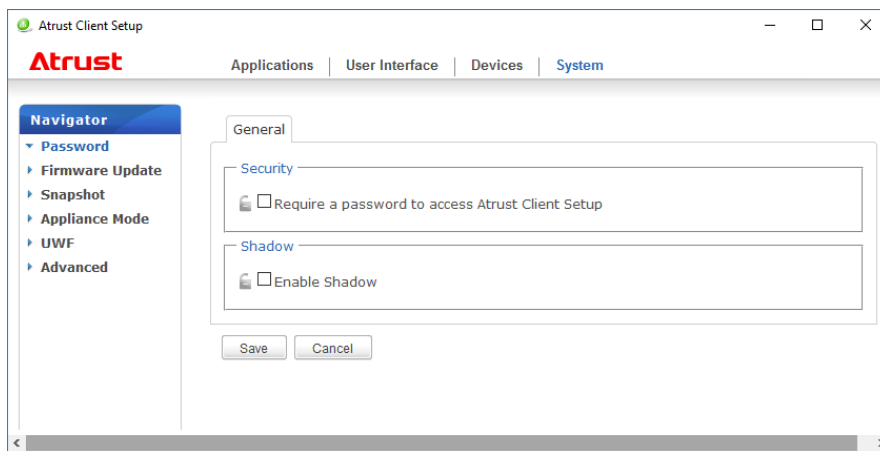 Atrust Client Setup
Atrust
Applications | User Interface | Devices | System
Navigator
Password
Firmware Update
Snapshot
Appliance Mode
UWF
Advanced
General
Security
Require a password to access Atrust Client Setup
Shadow
Enable Shadow
Save Cancel